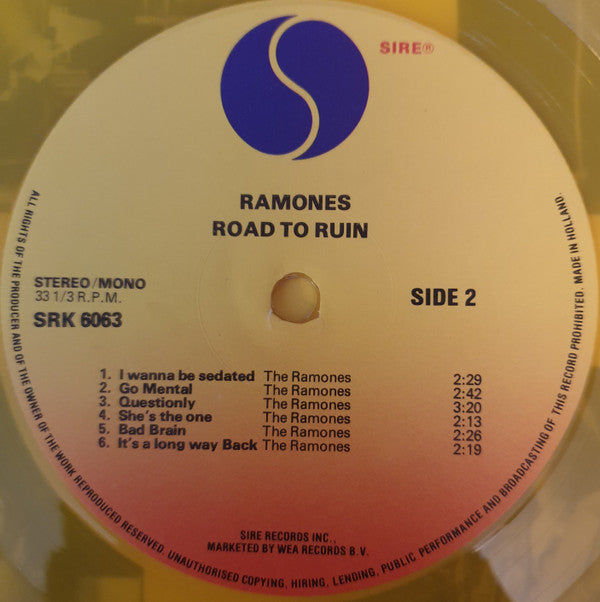 SIRE®
RAMONES
ROAD TO RUIN
STEREO/MONO
33 1/3 R.P.M.
SRK 6063
SIDE 2
1. I wanna be sedated The Ramones 2:29
2. Go Mental The Ramones 2:42
3. Questionly The Ramones 3:20
4. She's the one The Ramones 2:13
5. Bad Brain The Ramones 2:26
6. It's a long way Back The Ramones 2:19
SIRE RECORDS INC.,
MARKETED BY WEA RECORDS B.V.
ALL RIGHTS OF THE PRODUCER AND OF THE OWNER OF THE WORK REPRODUCED RESERVED. UNAUTHORISED COPYING, HIRING, LENDING, PUBLIC PERFORMANCE AND BROADCASTING OF THIS RECORD PROHIBITED. MADE IN HOLLAND.